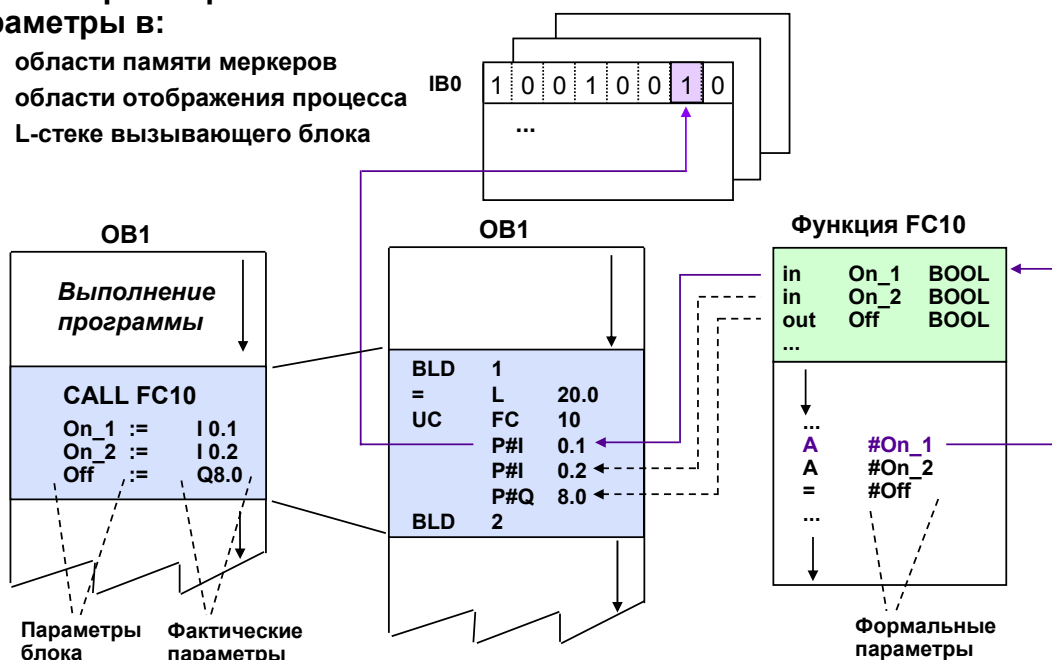 параметры в:
области памяти меркеров
области отображения процесса
L-стеке вызывающего блока
IB0 1 0 0 1 0 0 1 0
...
OB1
Выполнение
программы
CALL FC10
On_1 := I 0.1
On_2 := I 0.2
Off := Q8.0
Параметры
блока
Фактические
параметры
OB1
BLD 1
= L 20.0
UC FC 10
P#I 0.1
P#I 0.2
P#Q 8.0
BLD 2
Функция FC10
in On_1 BOOL
in On_2 BOOL
out Off BOOL
...
...
A #On_1
A #On_2
= #Off
...
Формальные
параметры